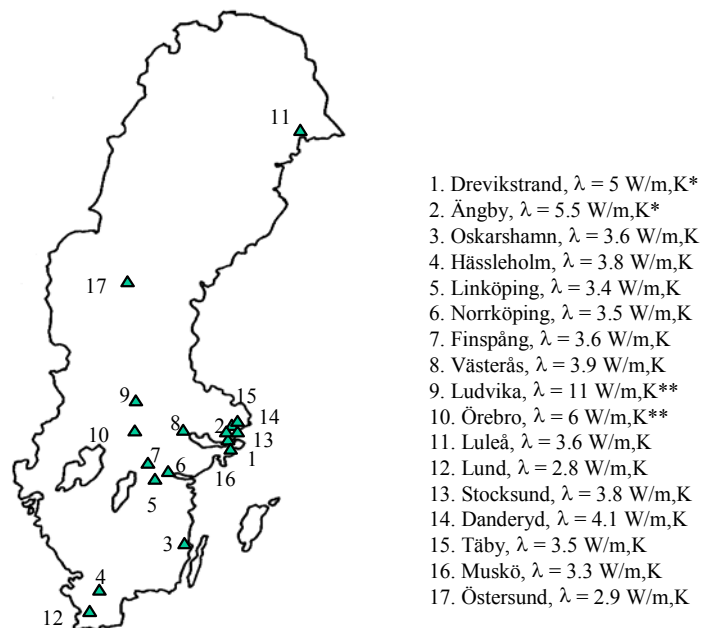 11
17
9
10
8
2
15
14
13
1
16
7
6
5
3
4
12
1. Drevikstrand, λ = 5 W/m,K*
2. Ängby, λ = 5.5 W/m,K*
3. Oskarshamn, λ = 3.6 W/m,K
4. Hässleholm, λ = 3.8 W/m,K
5. Linköping, λ = 3.4 W/m,K
6. Norrköping, λ = 3.5 W/m,K
7. Finspång, λ = 3.6 W/m,K
8. Västerås, λ = 3.9 W/m,K
9. Ludvika, λ = 11 W/m,K**
10. Örebro, λ = 6 W/m,K**
11. Luleå, λ = 3.6 W/m,K
12. Lund, λ = 2.8 W/m,K
13. Stocksund, λ = 3.8 W/m,K
14. Danderyd, λ = 4.1 W/m,K
15. Täby, λ = 3.5 W/m,K
16. Muskö, λ = 3.3 W/m,K
17. Östersund, λ = 2.9 W/m,K